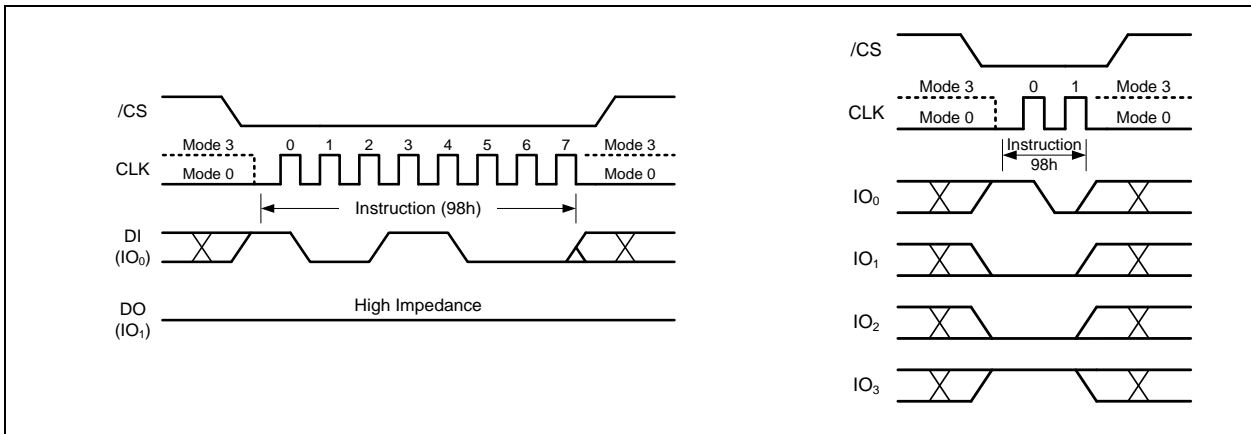 /CS
Mode 3 0 1 2 3 4 5 6 7 Mode 3
CLK
Mode 0 Mode 0
Instruction (98h)
DI
(IO₀)
High Impedance
DO
(IO₁)
/CS
Mode 3 0 1 Mode 3
CLK
Mode 0 Mode 0
Instruction
98h
IO₀
IO₁
IO₂
IO₃